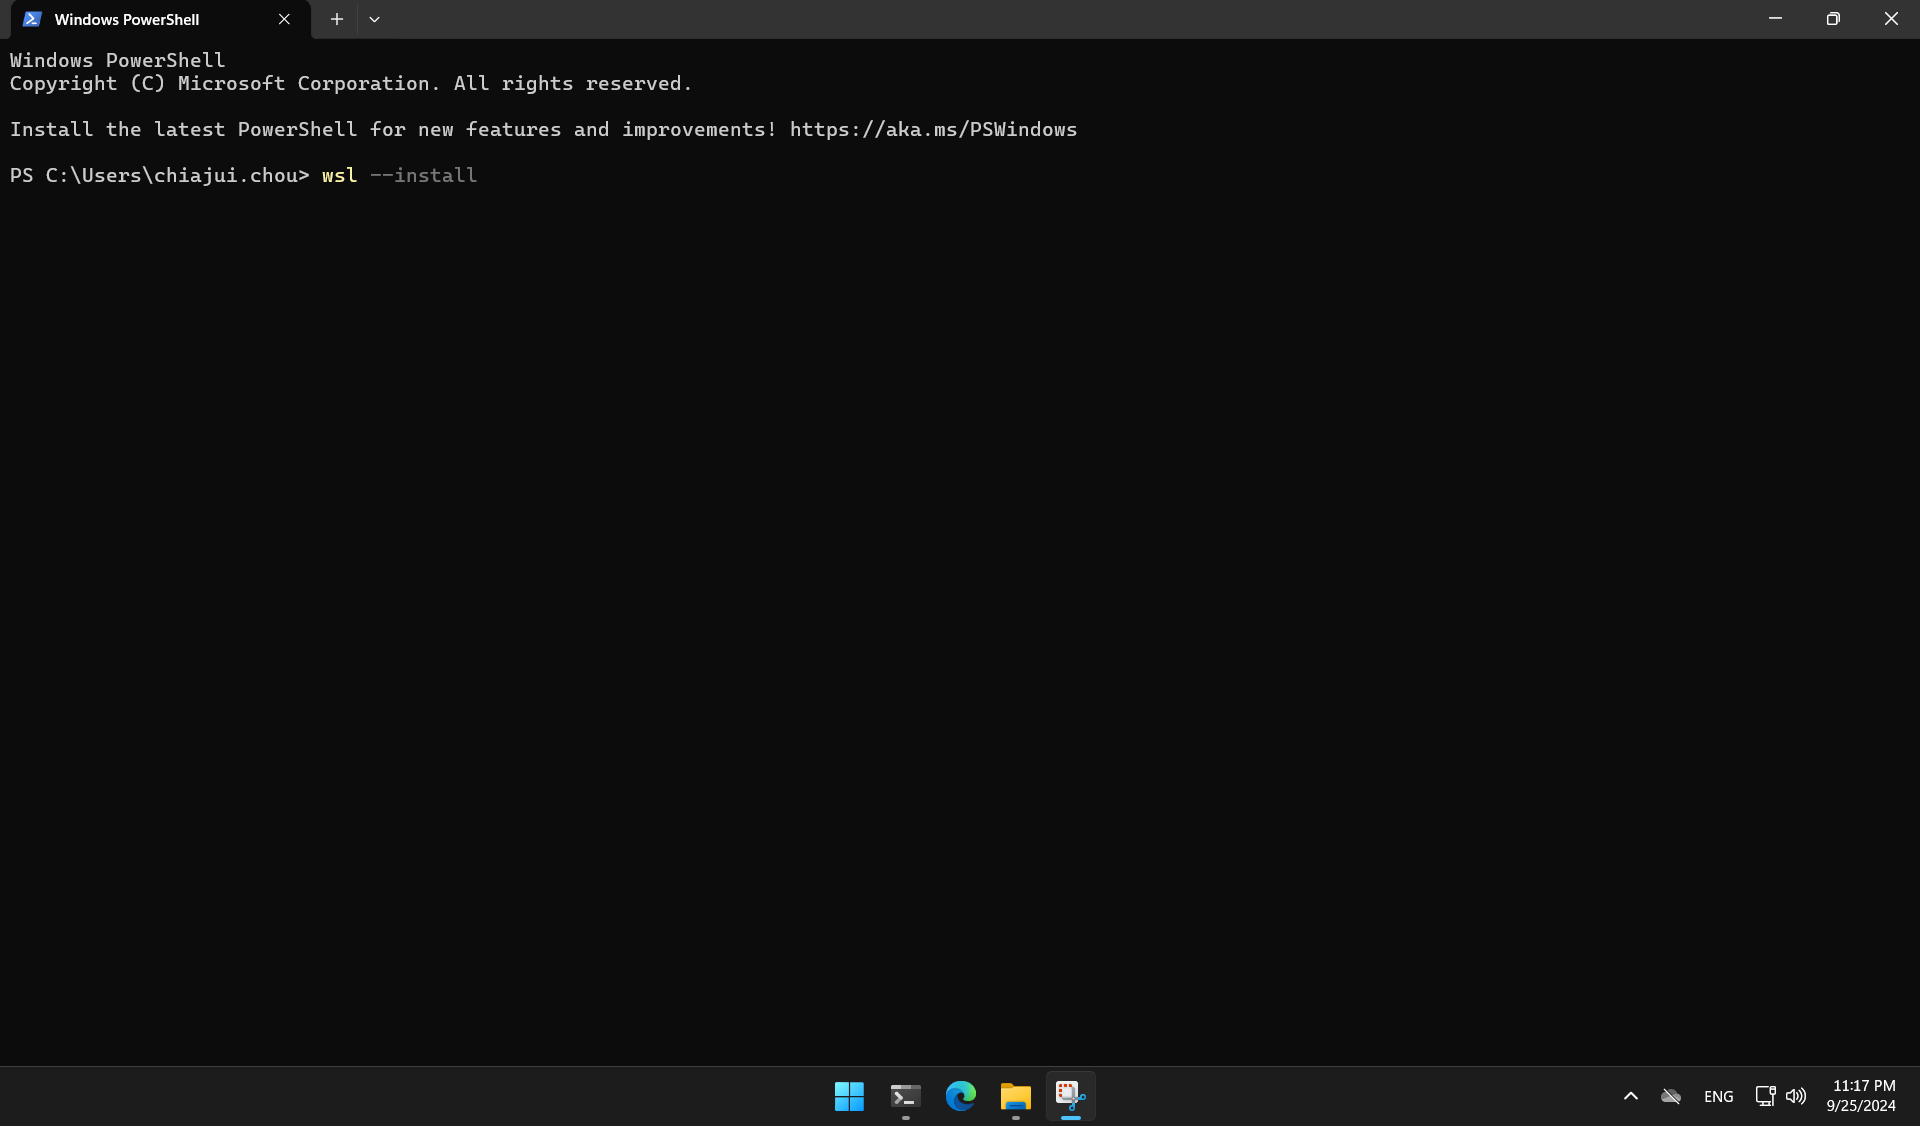 Windows PowerShell
Windows PowerShell
Copyright (C) Microsoft Corporation. All rights reserved.
Install the latest PowerShell for new features and improvements! https://aka.ms/PSWindows
PS C:\Users\chiajui.chou> wsl --install
ENG
11:17 PM
9/25/2024